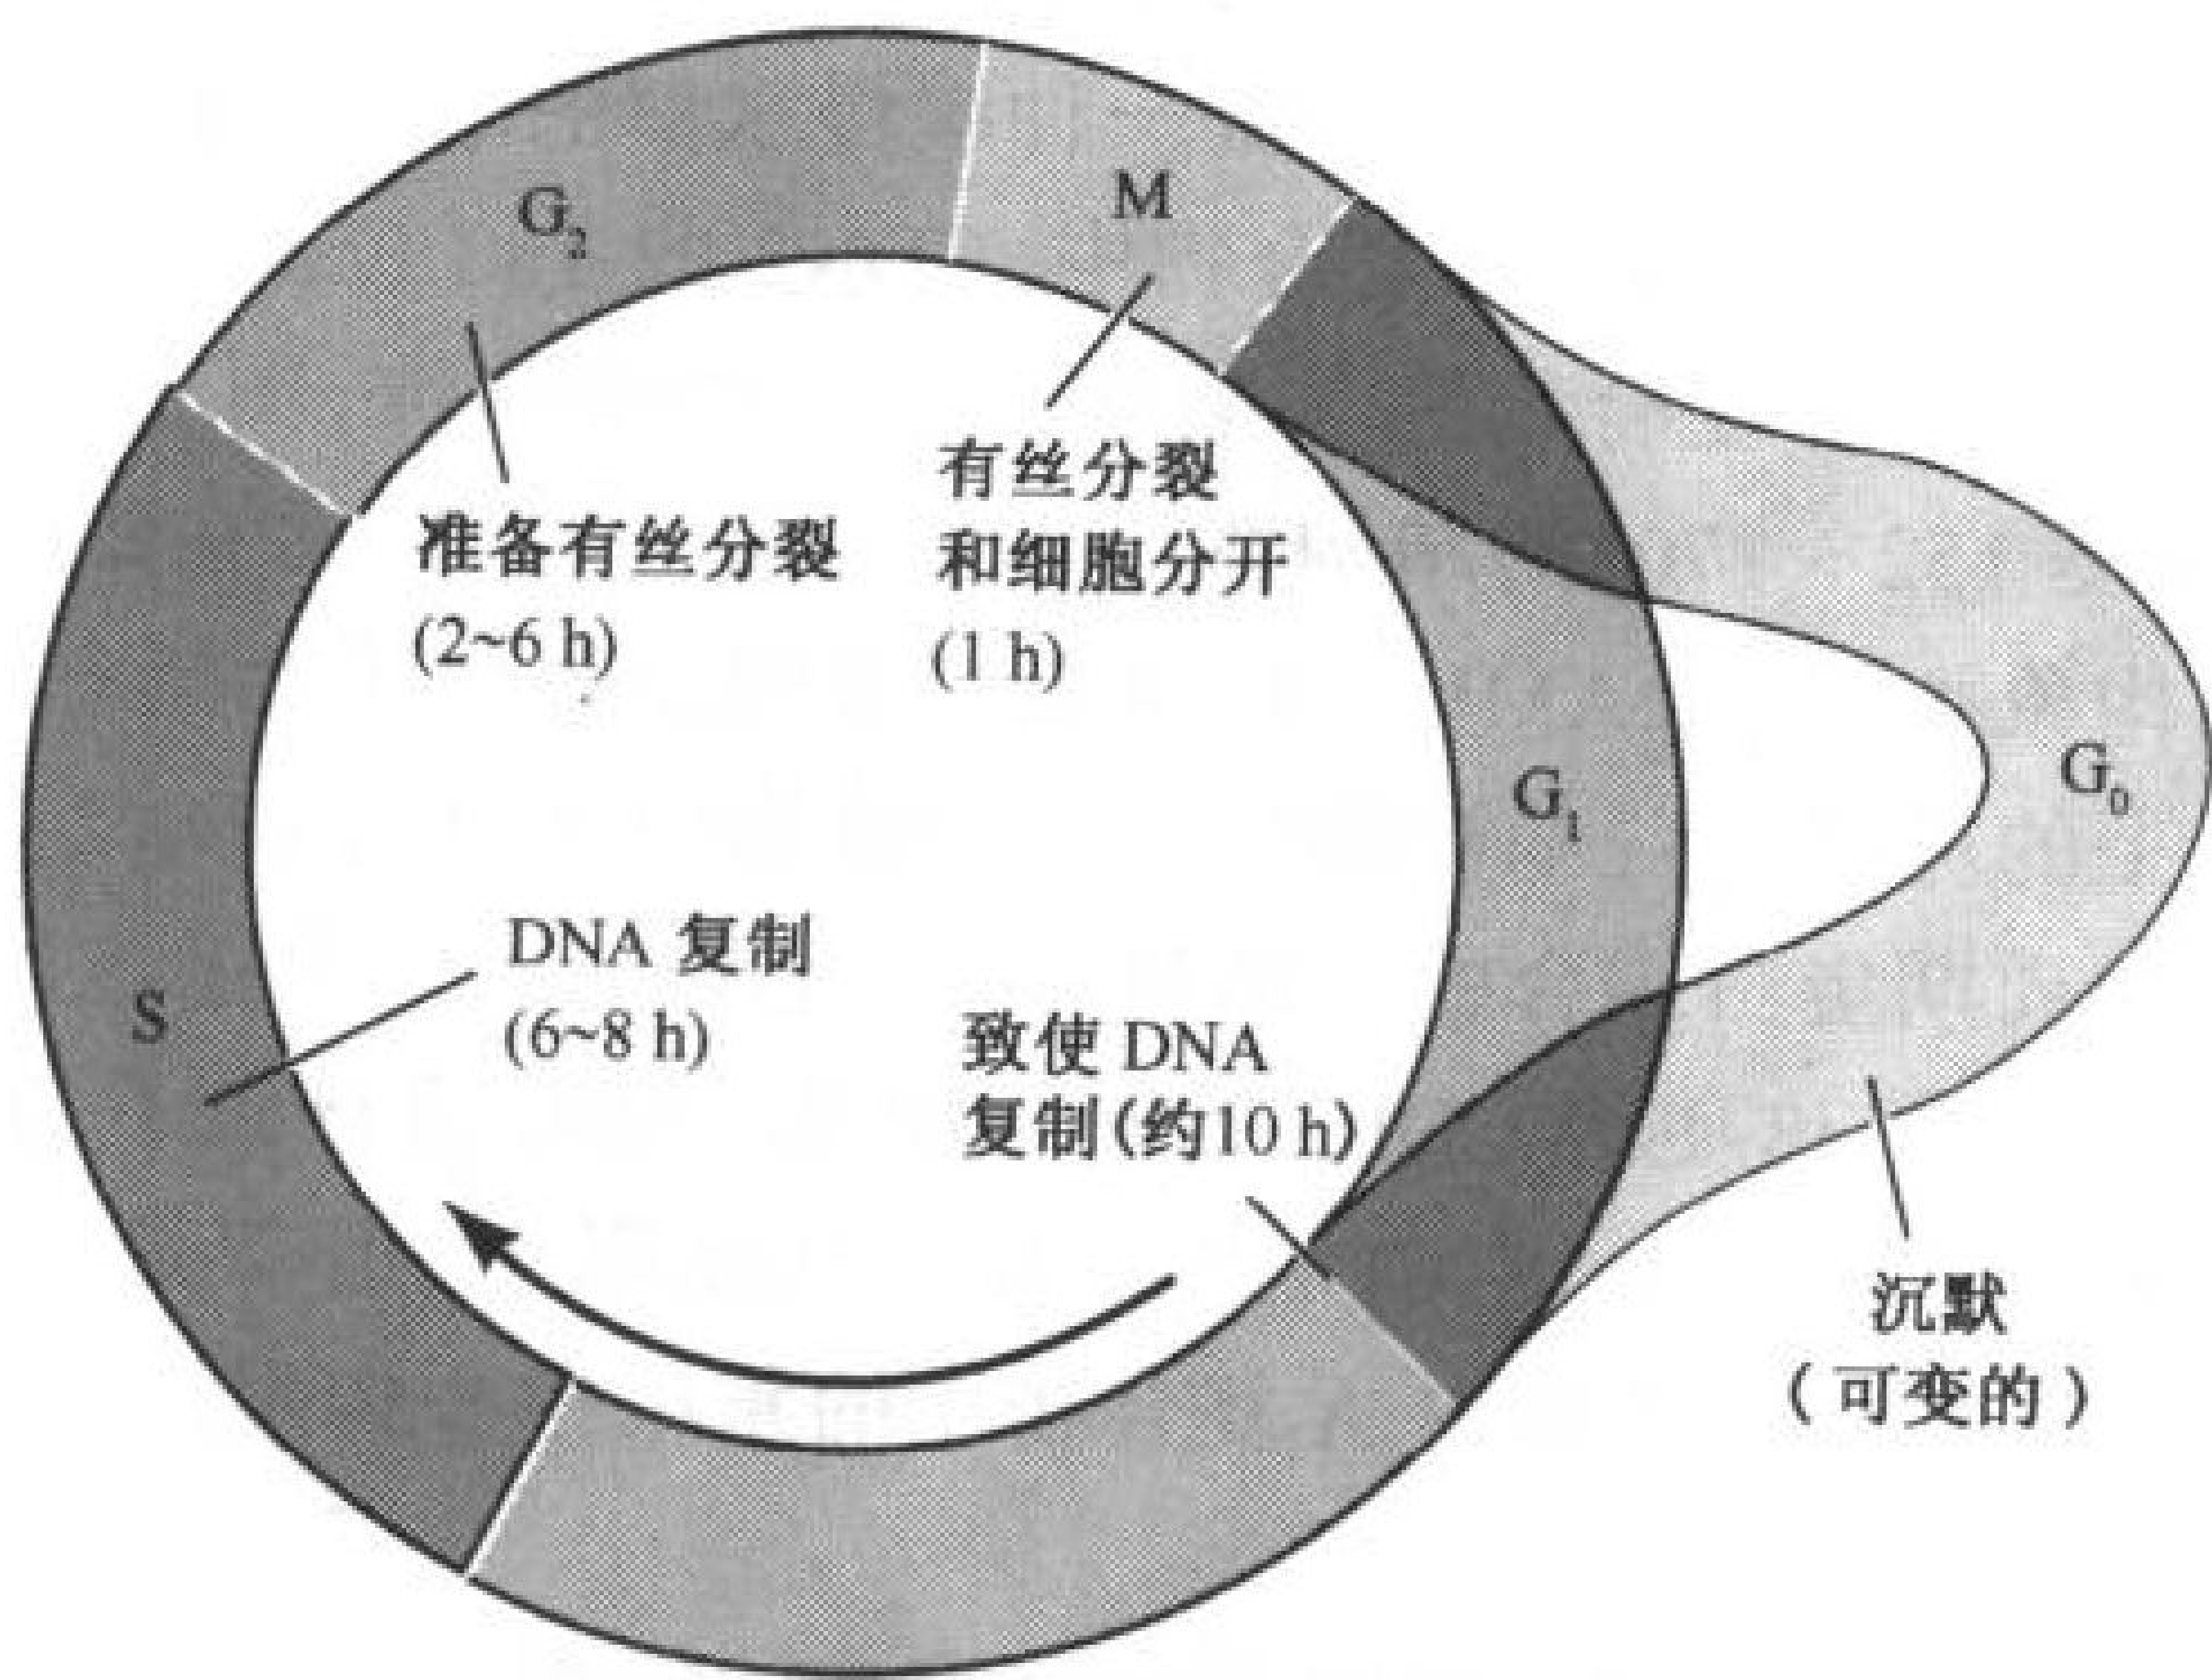 M
G₂
有丝分裂
和细胞分开
(1 h)
准备有丝分裂
(2~6 h)
G₁
G₀
DNA 复制
(6~8 h)
S
致使 DNA
复制(约10 h)
沉默
(可变的)